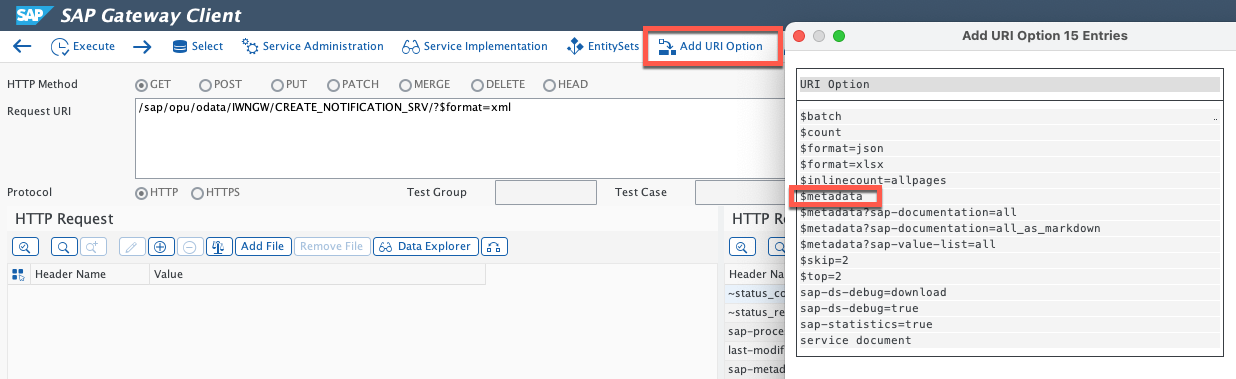 SAP SAP Gateway Client
Execute Select Service Administration Service Implementation EntitySets Add URI Option
HTTP Method GET POST PUT PATCH MERGE DELETE HEAD
Request URI /sap/opu/odata/IWNGW/CREATE_NOTIFICATION_SRV/?$format=xml
Protocol HTTP HTTPS Test Group Test Case
HTTP Request
Add File Remove File Data Explorer
Header Name Value
HTTP Re
Header Na
~status_co
~status_re
sap-proce
last-modif
sap-metad
Add URI Option 15 Entries
URI Option
$batch ..
$count
$format=json
$format=xlsx
$inlinecount=allpages
$metadata
$metadata?sap-documentation=all
$metadata?sap-documentation=all_as_markdown
$metadata?sap-value-list=all
$skip=2
$top=2
sap-ds-debug=download
sap-ds-debug=true
sap-statistics=true
service document